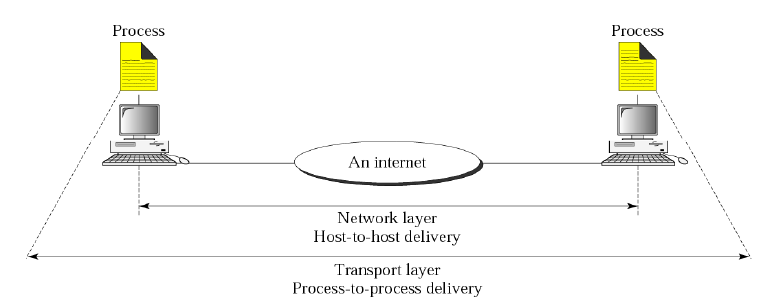 Process
Process
An internet
Network layer
Host-to-host delivery
Transport layer
Process-to-process delivery